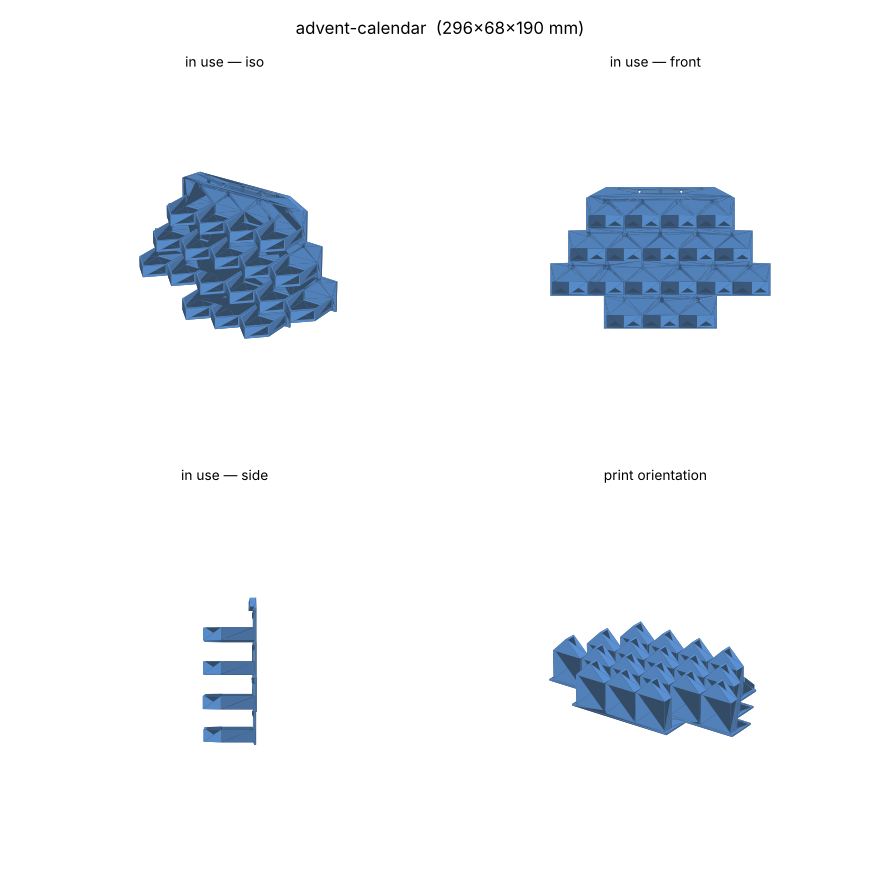 advent-calendar (296×68×190 mm)
in use — iso
in use — front
in use — side
print orientation